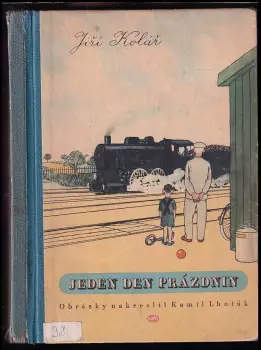 Jiří Kolář
JEDEN DEN PRÁZDNIN
Obrázky nakreslil Kamil Lhoták